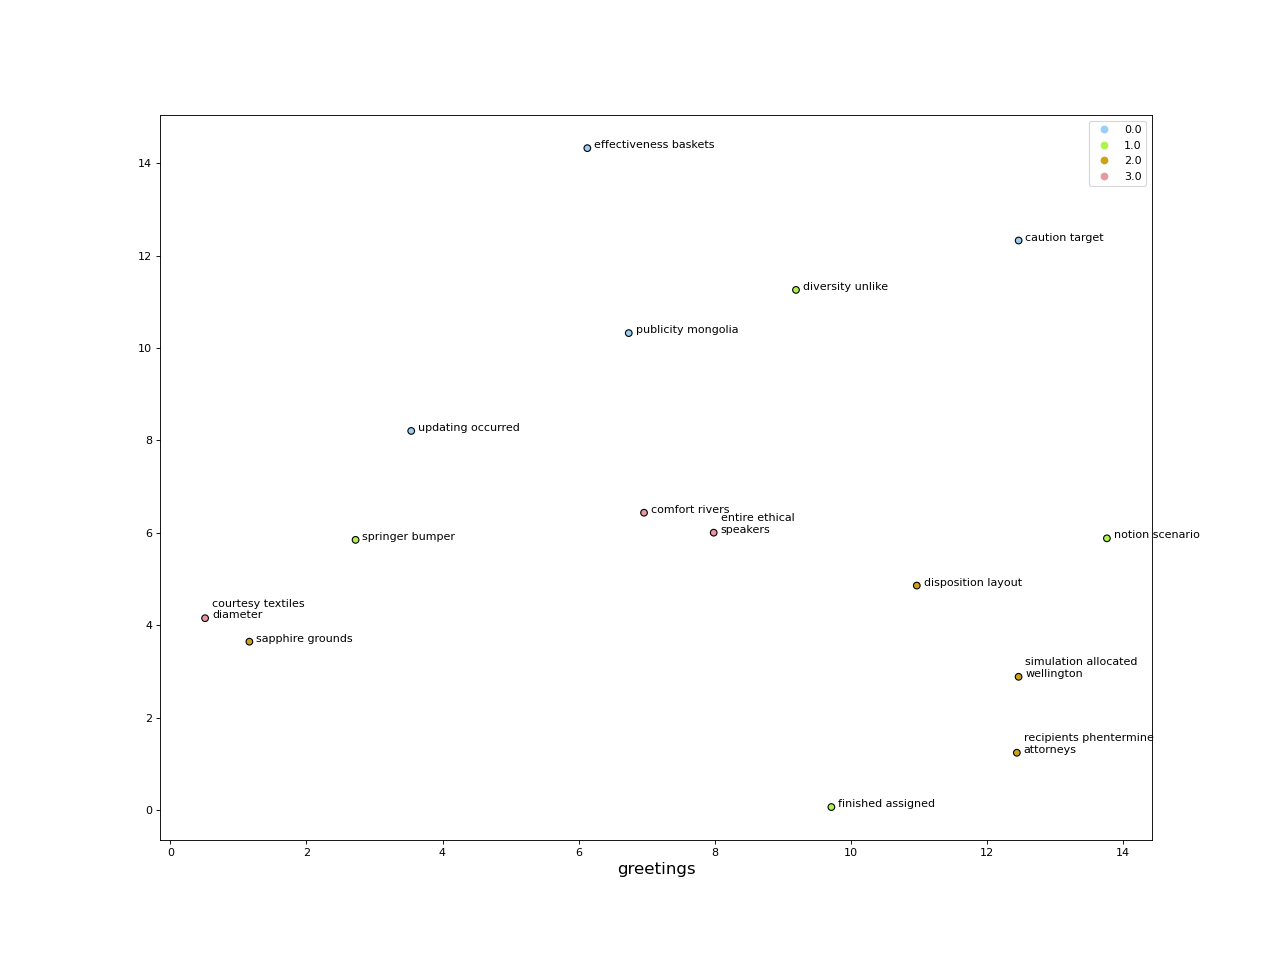 effectiveness baskets
caution target
diversity unlike
publicity mongolia
updating occurred
comfort rivers
entire ethical
speakers
springer bumper
notion scenario
disposition layout
courtesy textiles
diameter
sapphire grounds
simulation allocated
wellington
recipients phentermine
attorneys
finished assigned
0.0
1.0
2.0
3.0
14
12
10
8
6
4
2
0
0 2 4 6 8 10 12 14
greetings